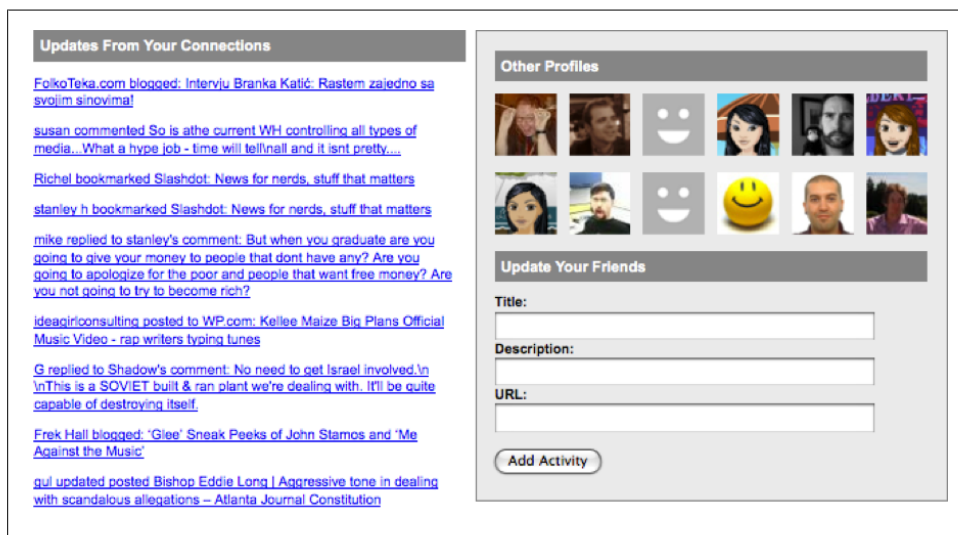 Updates From Your Connections
FolkoTeka.com blogged: Intervju Branka Katić: Rastem zajedno sa
svojim sinovima!
susan commented So is athe current WH controlling all types of
media...What a hype job - time will tell\nall and it isnt pretty....
Richel bookmarked Slashdot: News for nerds, stuff that matters
stanley h bookmarked Slashdot: News for nerds, stuff that matters
mike replied to stanley's comment: But when you graduate are you
going to give your money to people that dont have any? Are you
going to apologize for the poor and people that want free money? Are
you not going to try to become rich?
ideagirlconsulting posted to WP.com: Kellee Maize Big Plans Official
Music Video - rap writers typing tunes
G replied to Shadow's comment: No need to get Israel involved.\n
\nThis is a SOVIET built & ran plant we're dealing with. It'll be quite
capable of destroying itself.
Frek Hall blogged: ‘Glee’ Sneak Peeks of John Stamos and ‘Me
Against the Music’
gul updated posted Bishop Eddie Long | Aggressive tone in dealing
with scandalous allegations – Atlanta Journal Constitution
Other Profiles
Update Your Friends
Title:
Description:
URL:
Add Activity